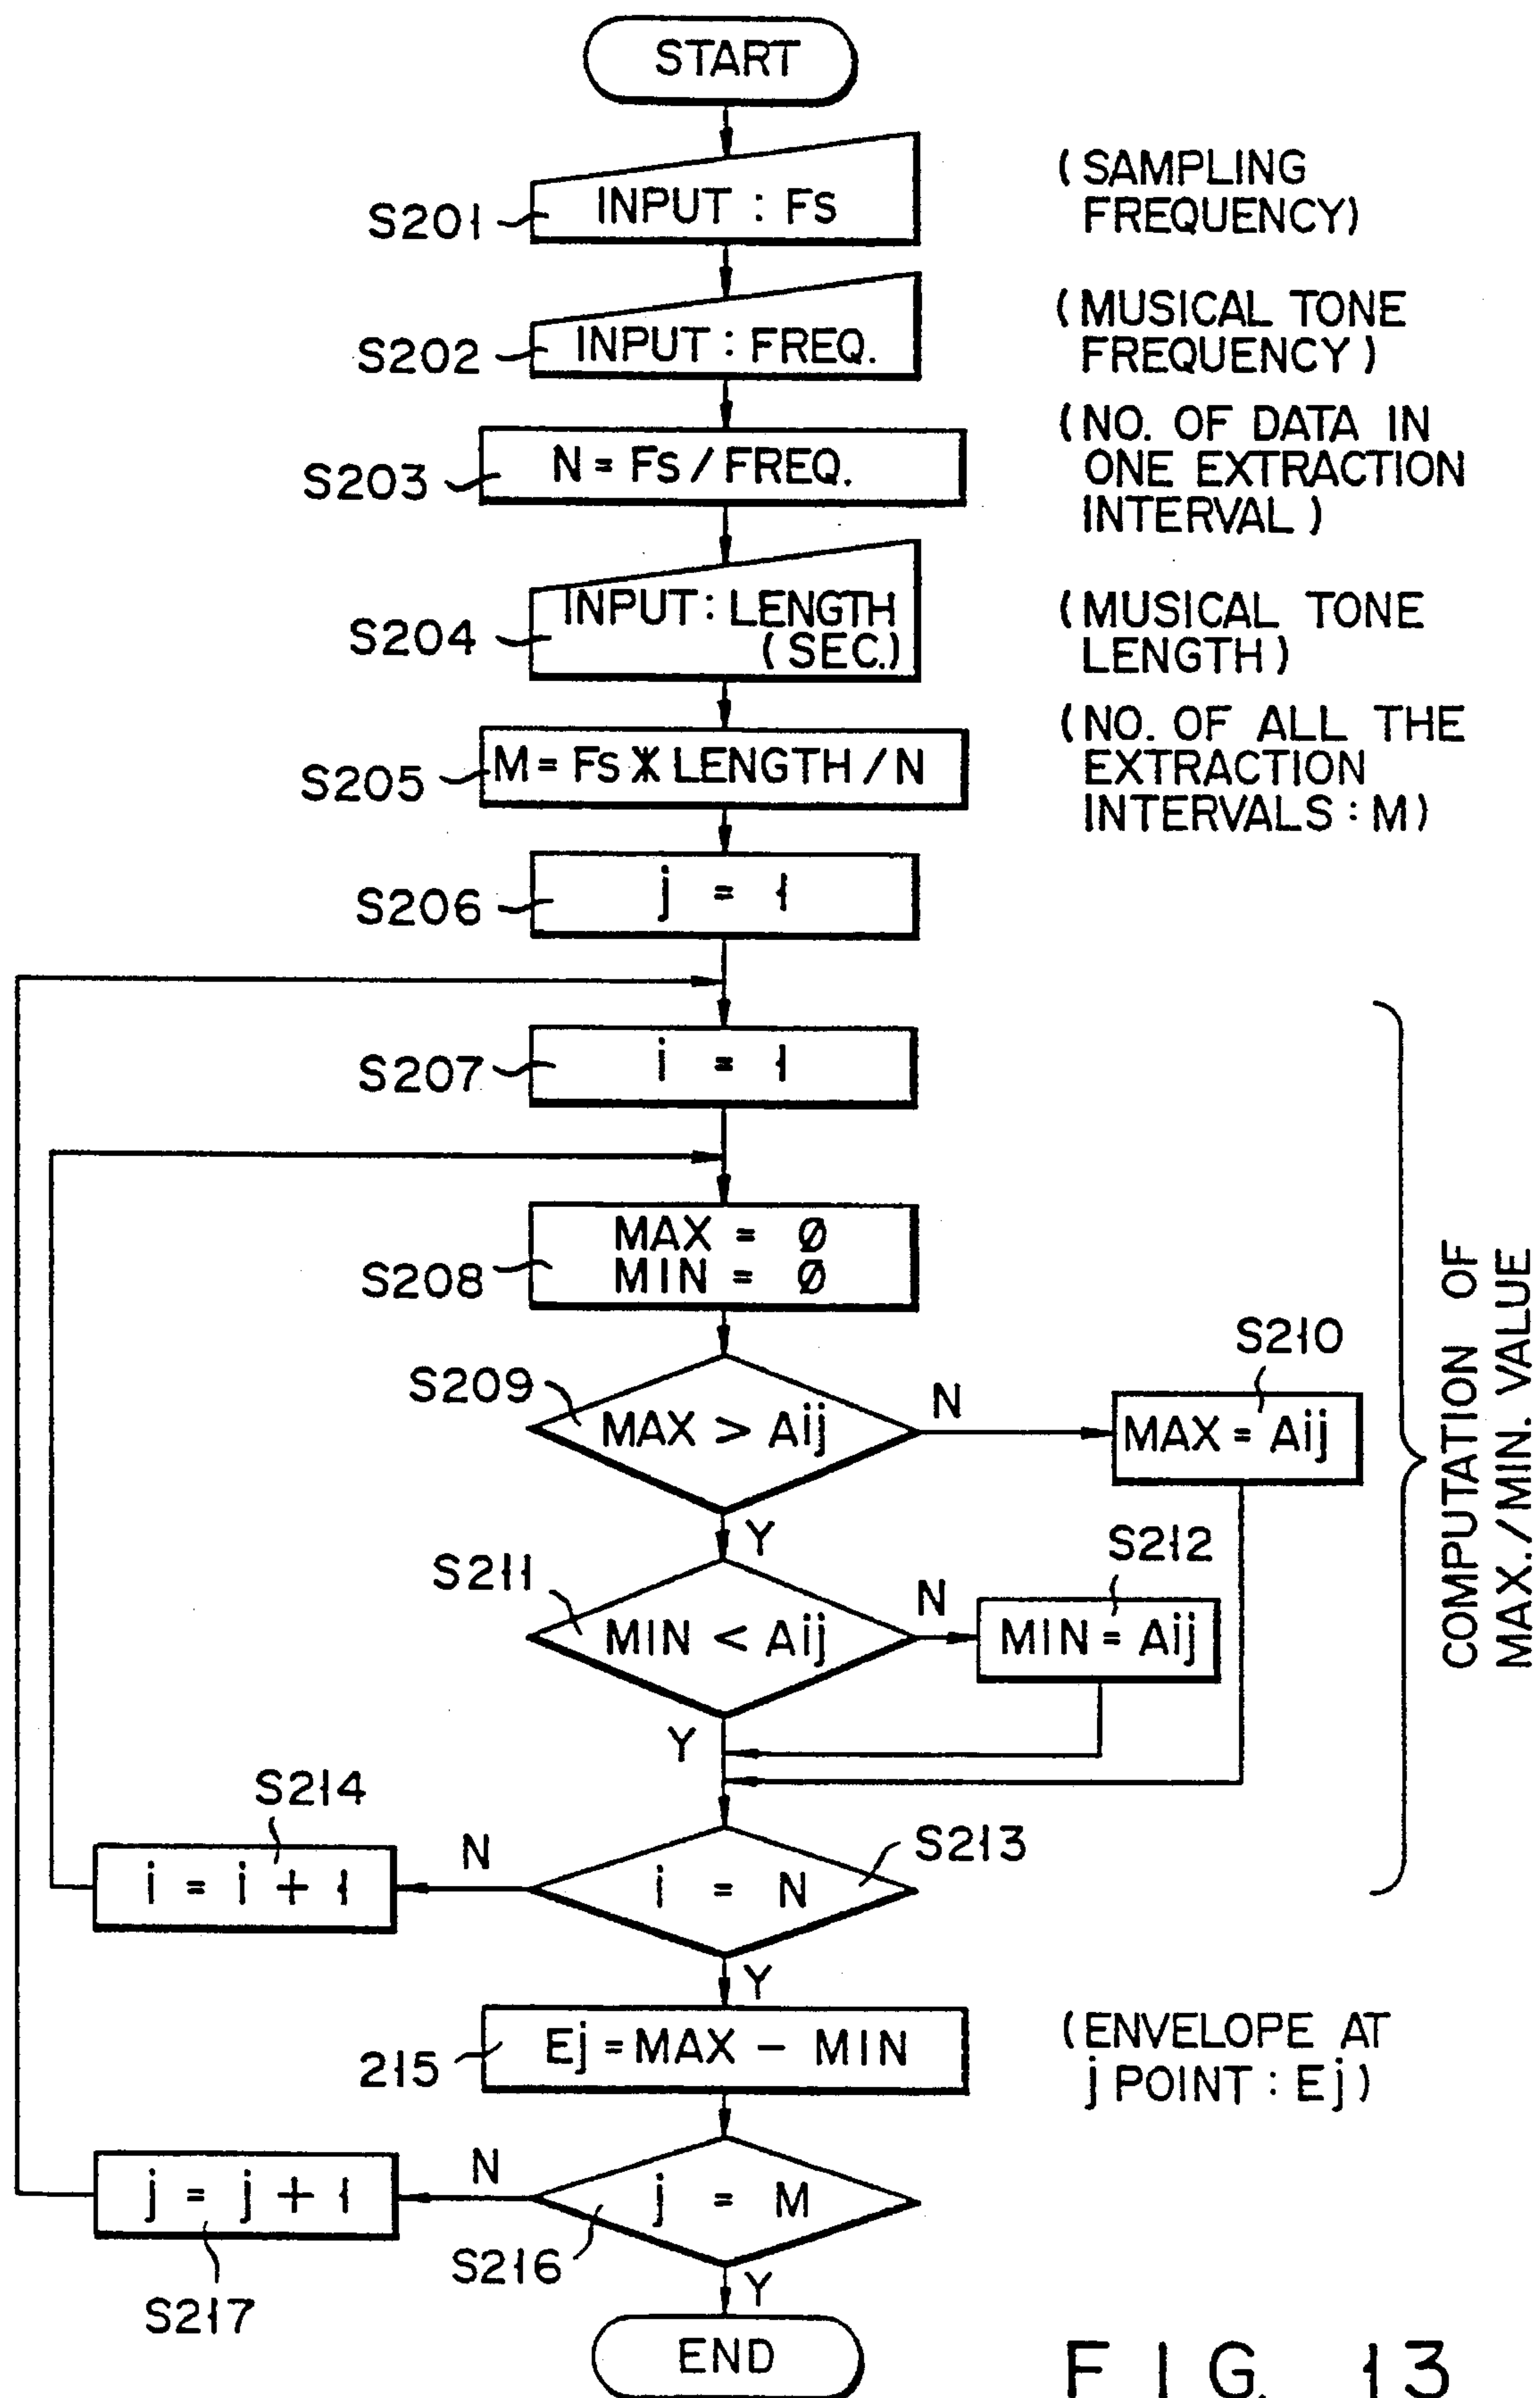 START
INPUT : Fs
S201
(SAMPLING
FREQUENCY)
INPUT : FREQ.
S202
(MUSICAL TONE
FREQUENCY)
N = Fs / FREQ.
S203
(NO. OF DATA IN
ONE EXTRACTION
INTERVAL)
INPUT : LENGTH
(SEC.)
S204
(MUSICAL TONE
LENGTH)
M = Fs * LENGTH / N
S205
(NO. OF ALL THE
EXTRACTION
INTERVALS : M)
j = 1
S206
i = 1
S207
MAX = Ø
MIN = Ø
S208
S209
MAX > Aij
N
S210
MAX = Aij
Y
S211
MIN < Aij
N
S212
MIN = Aij
Y
COMPUTATION OF
MAX./MIN. VALUE
S214
i = i + 1
N
i = N
S213
Y
Ej = MAX - MIN
215
(ENVELOPE AT
j POINT : Ej)
j = j + 1
N
j = M
S216
S217
Y
END
FIG. 13